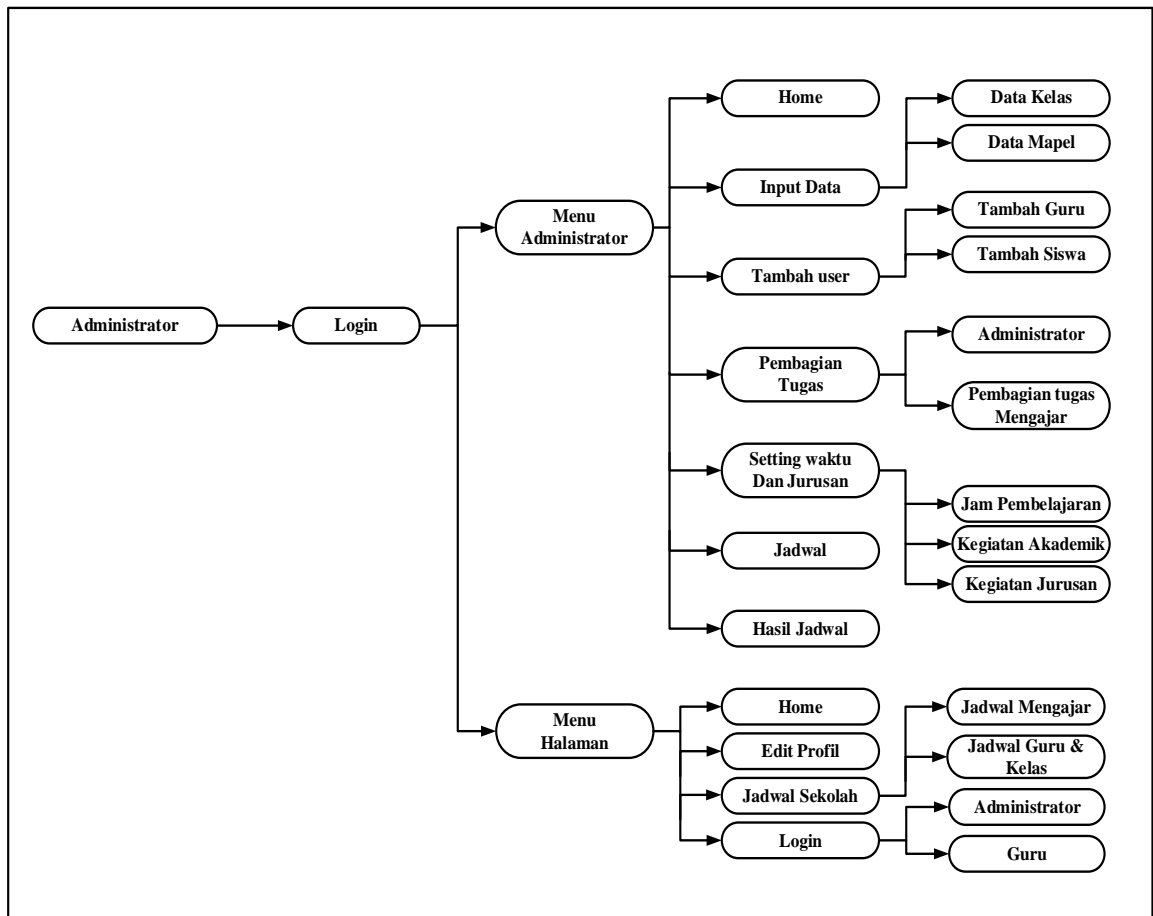 Administrator
Login
Menu
Administrator
Home
Input Data
Data Kelas
Data Mapel
Tambah user
Tambah Guru
Tambah Siswa
Pembagian
Tugas
Administrator
Pembagian tugas
Mengajar
Setting waktu
Dan Jurusan
Jam Pembelajaran
Kegiatan Akademik
Kegiatan Jurusan
Jadwal
Hasil Jadwal
Menu
Halaman
Home
Edit Profil
Jadwal Sekolah
Jadwal Mengajar
Jadwal Guru &
Kelas
Login
Administrator
Guru